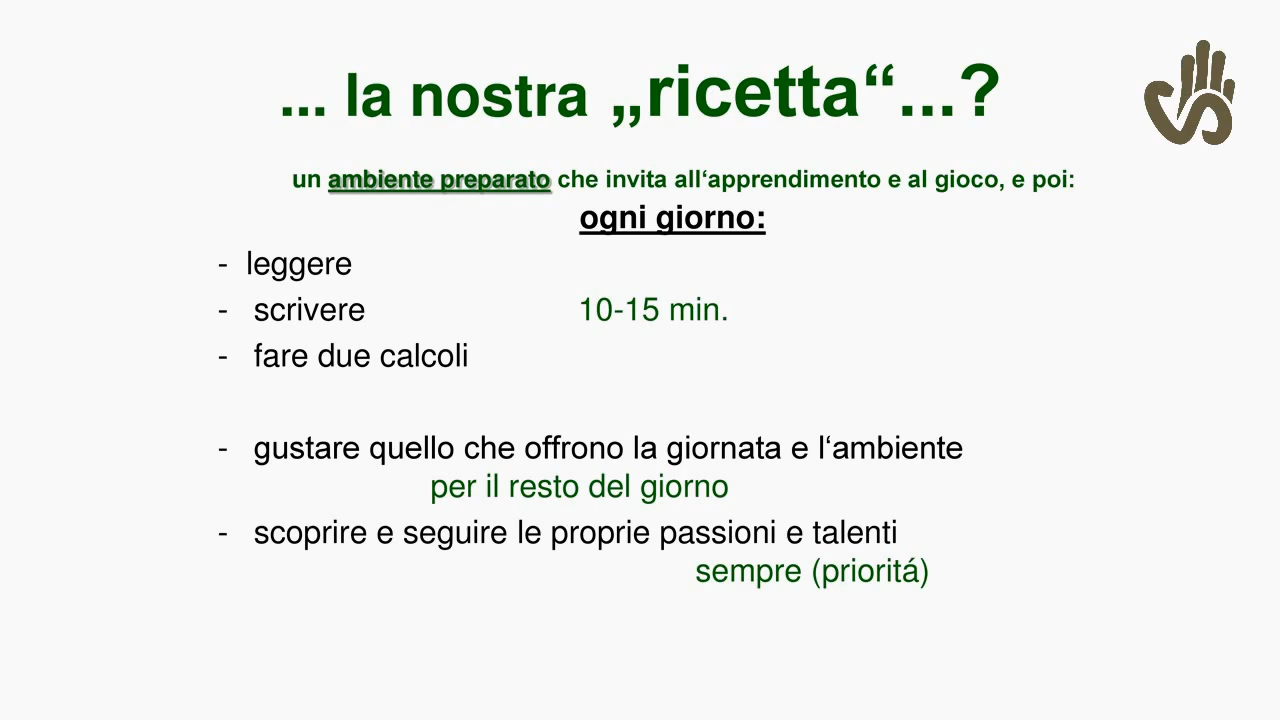 ... la nostra „ricetta“...?
un ambiente preparato che invita all‘apprendimento e al gioco, e poi:
ogni giorno:
- leggere
- scrivere 10-15 min.
- fare due calcoli
- gustare quello che offrono la giornata e l‘ambiente
per il resto del giorno
- scoprire e seguire le proprie passioni e talenti
sempre (prioritá)